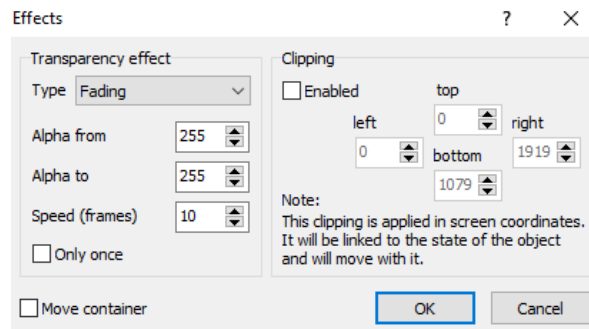 Effects
?
Transparency effect
Type Fading
Alpha from 255
Alpha to 255
Speed (frames) 10
Only once
Clipping
Enabled
top
0
left
0
right
1919
bottom
1079
Note:
This clipping is applied in screen coordinates.
It will be linked to the state of the object
and will move with it.
Move container
OK
Cancel